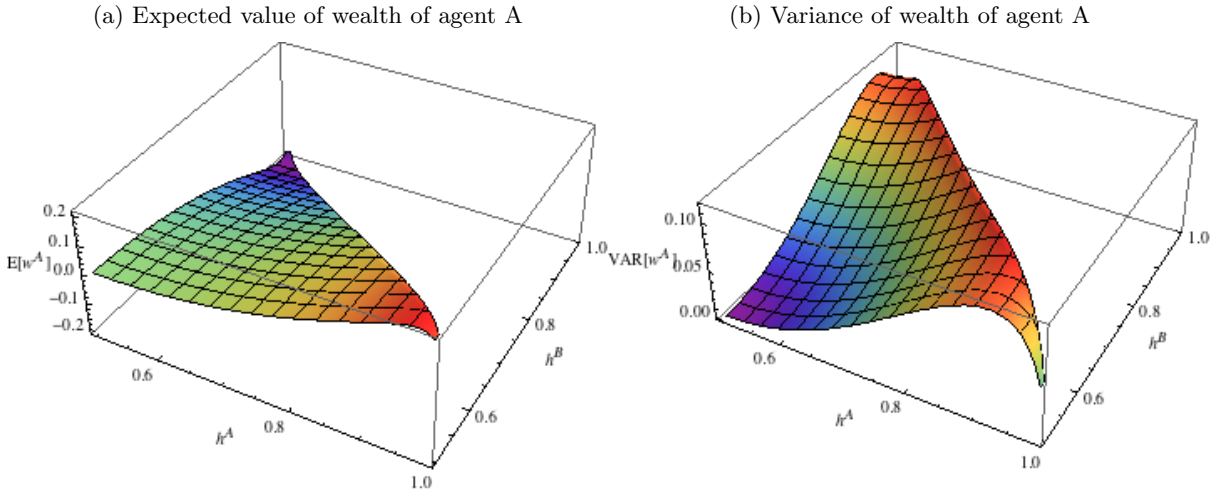 (a) Expected value of wealth of agent A
(b) Variance of wealth of agent A
0.2
0.1
E[w^A]
0.0
−0.1
−0.2
0.6
0.8
1.0
h^A
0.6
0.8
1.0
h^B
0.10
VAR[w^A]
0.05
0.00
0.6
0.8
1.0
h^A
0.6
0.8
1.0
h^B